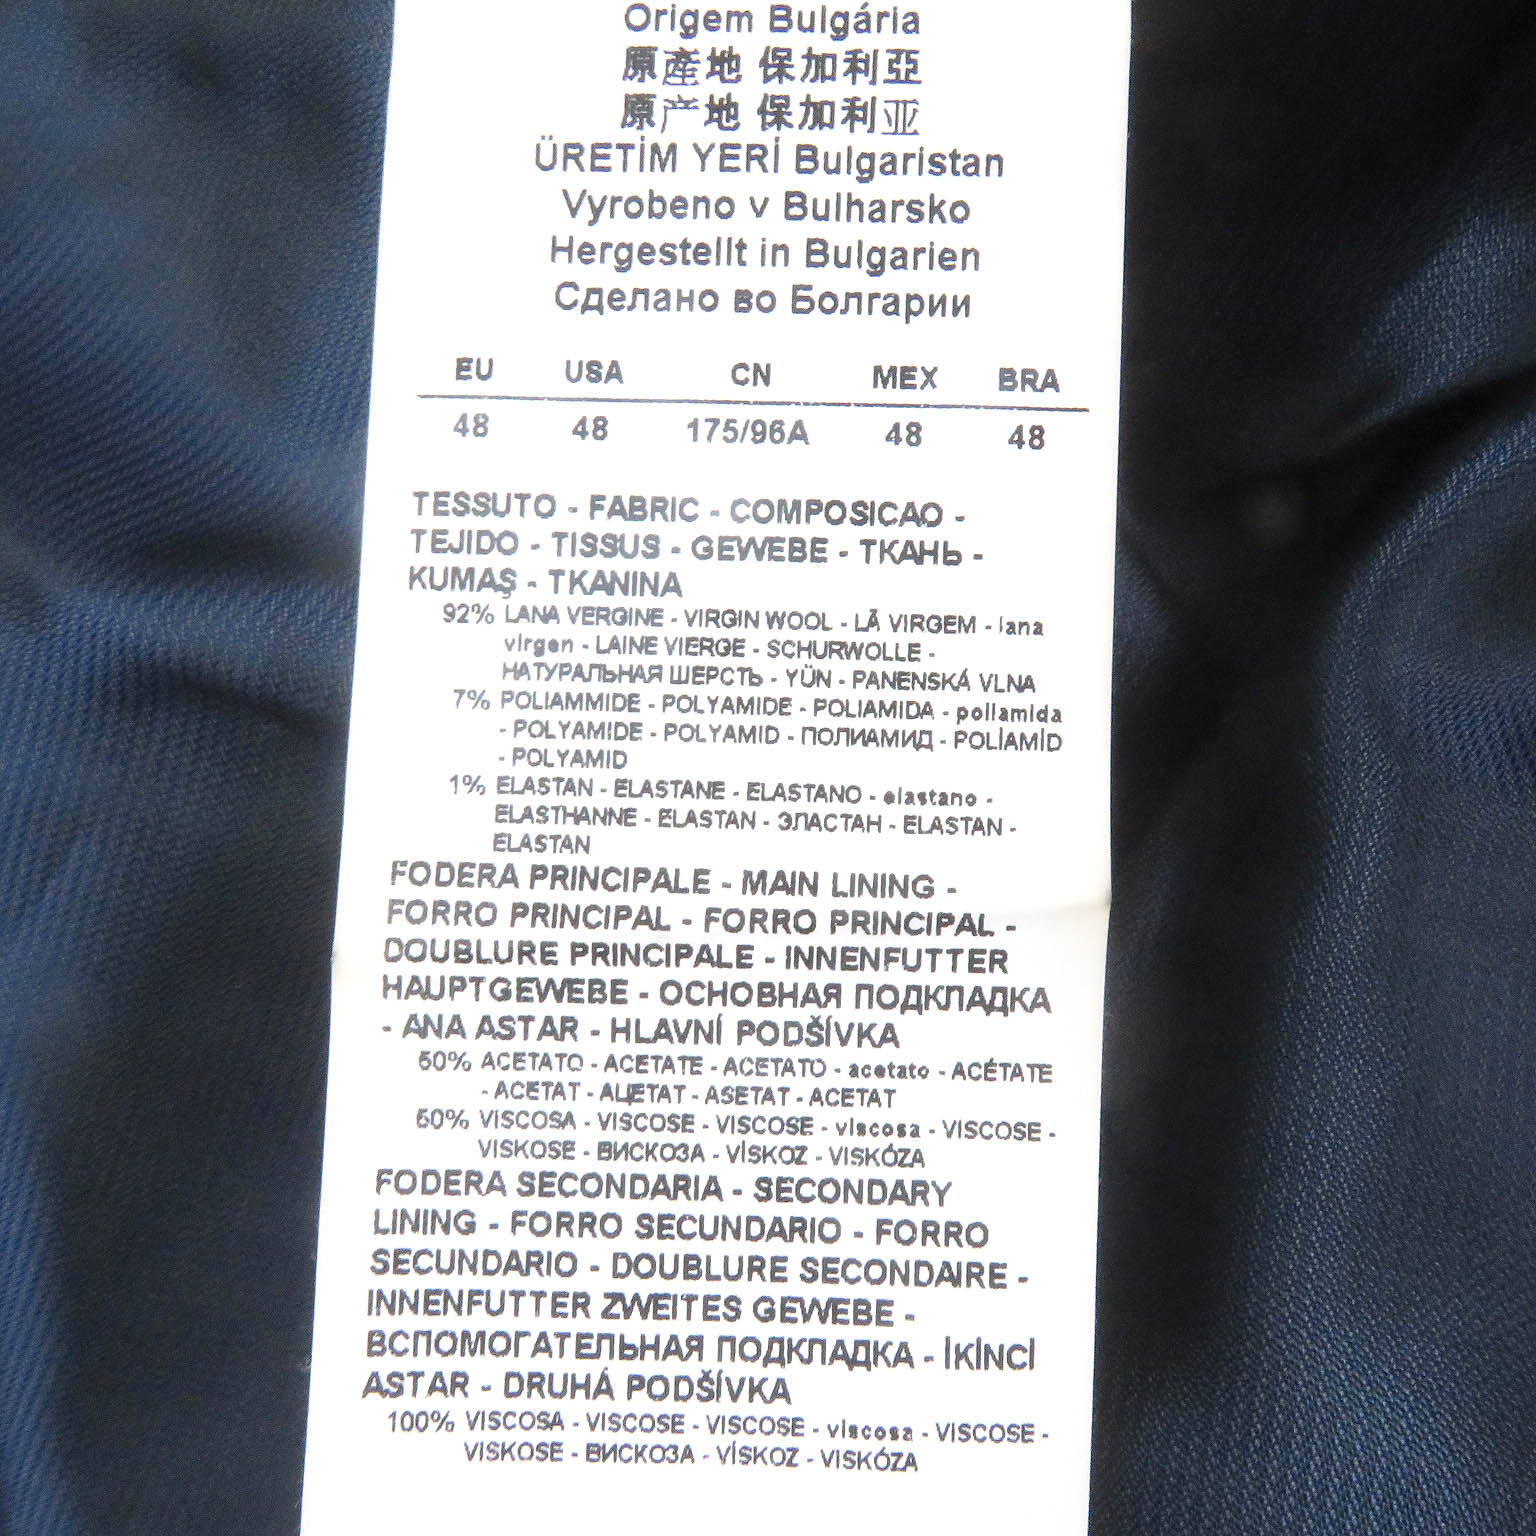 Origem Bulgária
原產地 保加利亞
原产地 保加利亚
ÜRETİM YERİ Bulgaristan
Vyrobeno v Bulharsko
Hergestellt in Bulgarien
Сделано во Болгарии
EU USA CN MEX BRA
48 48 175/96A 48 48
TESSUTO - FABRIC - COMPOSICAO -
TEJIDO - TISSUS - GEWEBE - ТКАНЬ -
KUMAŞ - TKANINA
92% LANA VERGINE - VIRGIN WOOL - LÃ VIRGEM - lana
virgen - LAINE VIERGE - SCHURWOLLE -
НАТУРАЛЬНАЯ ШЕРСТЬ - YÜN - PANENSKÁ VLNA
7% POLIAMMIDE - POLYAMIDE - POLIAMIDA - poliamida
- POLYAMIDE - POLYAMID - ПОЛИАМИД - POLİAMİD
- POLYAMID
1% ELASTAN - ELASTANE - ELASTANO - elastano -
ELASTHANNE - ELASTAN - ЭЛАСТАН - ELASTAN -
ELASTAN
FODERA PRINCIPALE - MAIN LINING -
FORRO PRINCIPAL - FORRO PRINCIPAL -
DOUBLURE PRINCIPALE - INNENFUTTER
HAUPTGEWEBE - ОСНОВНАЯ ПОДКЛАДКА
- ANA ASTAR - HLAVNÍ PODŠÍVKA
50% ACETATO - ACETATE - ACETATO - acetato - ACÉTATE
- ACETAT - АЦЕТАТ - ASETAT - ACETAT
50% VISCOSA - VISCOSE - VISCOSE - viscosa - VISCOSE -
VISKOSE - ВИСКОЗА - VİSKOZ - VISKÓZA
FODERA SECONDARIA - SECONDARY
LINING - FORRO SECUNDARIO - FORRO
SECUNDARIO - DOUBLURE SECONDAIRE -
INNENFUTTER ZWEITES GEWEBE -
ВСПОМОГАТЕЛЬНАЯ ПОДКЛАДКА - İKİNCİ
ASTAR - DRUHÁ PODŠÍVKA
100% VISCOSA - VISCOSE - VISCOSE - viscosa - VISCOSE -
VISKOSE - ВИСКОЗА - VİSKOZ - VISKÓZA